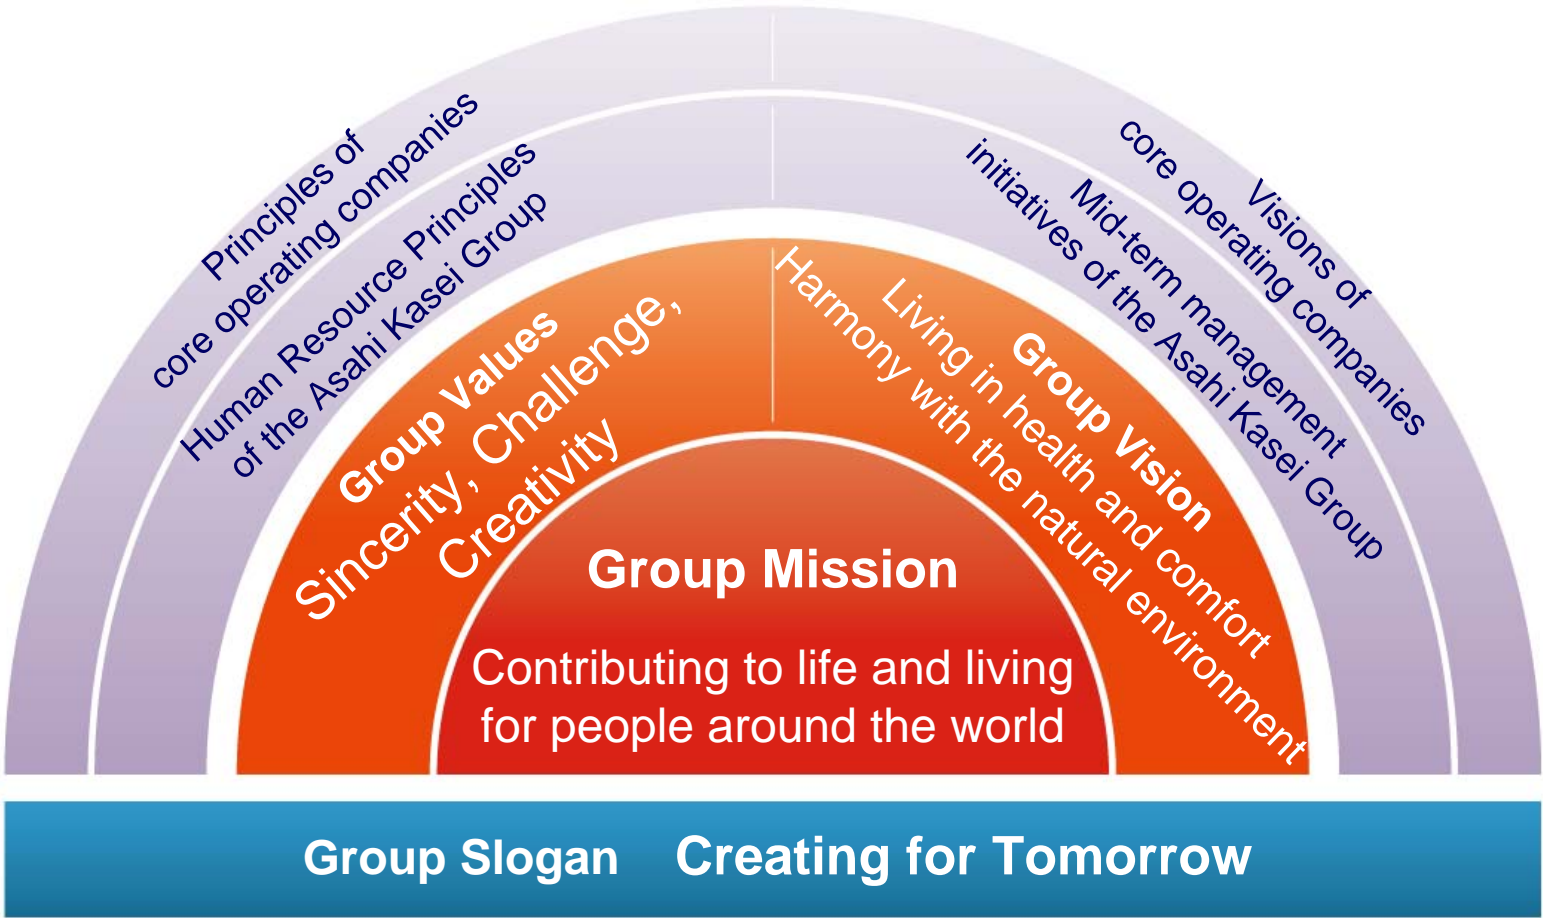 Principles of
core operating companies
Human Resource Principles
of the Asahi Kasei Group
Visions of
core operating companies
Mid-term management
initiatives of the Asahi Kasei Group
Group Values
Sincerity, Challenge,
Creativity
Group Vision
Living in health and comfort
Harmony with the natural environment
Group Mission
Contributing to life and living
for people around the world
Group Slogan Creating for Tomorrow